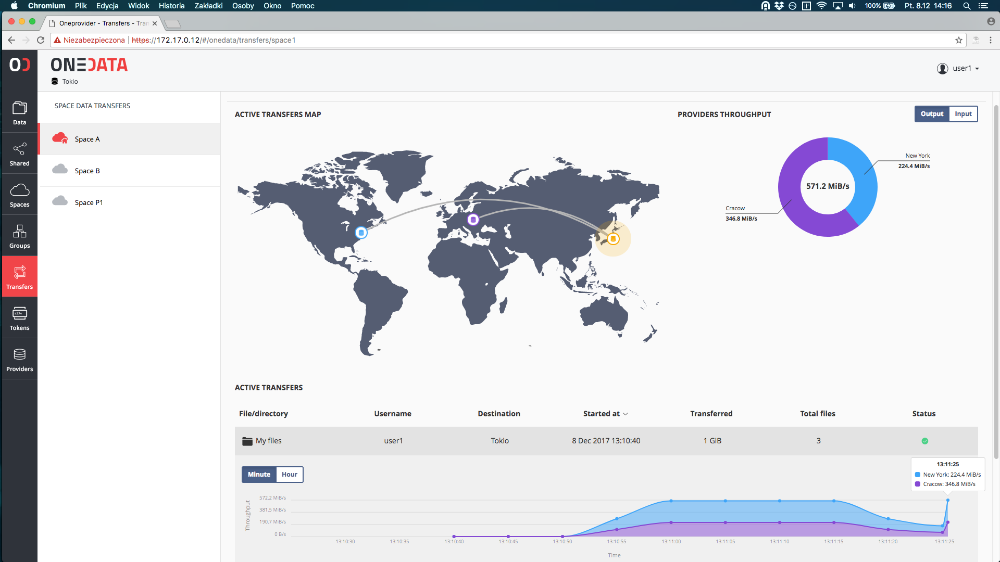 Chromium Plik Edycja Widok Historia Zakładki Osoby Okno Pomoc 100% Pt. 8.12 14:16
Oneprovider - Transfers - Tran
Niezabezpieczona https://172.17.0.12/#/onedata/transfers/space1
OD ONEDATA
Tokio
user1
Data
Shared
Spaces
Groups
Transfers
a23e
Tokens
Providers
SPACE DATA TRANSFERS
Space A
Space B
Space P1
ACTIVE TRANSFERS MAP
PROVIDERS THROUGHPUT
Output Input
New York
224.4 MiB/s
571.2 MiB/s
Cracow
346.8 MiB/s
ACTIVE TRANSFERS
File/directory Username Destination Started at Transferred Total files Status
My files user1 Tokio 8 Dec 2017 13:10:40 1 GiB 3
Minute Hour
13:11:25
New York: 224.4 MiB/s
Cracow: 346.8 MiB/s
Throughput
572.2 MiB/s
381.5 MiB/s
190.7 MiB/s
0 B/s
13:10:30 13:10:35 13:10:40 13:10:45 13:10:50 13:10:55 13:11:00 13:11:05 13:11:10 13:11:15 13:11:20 13:11:25
Time